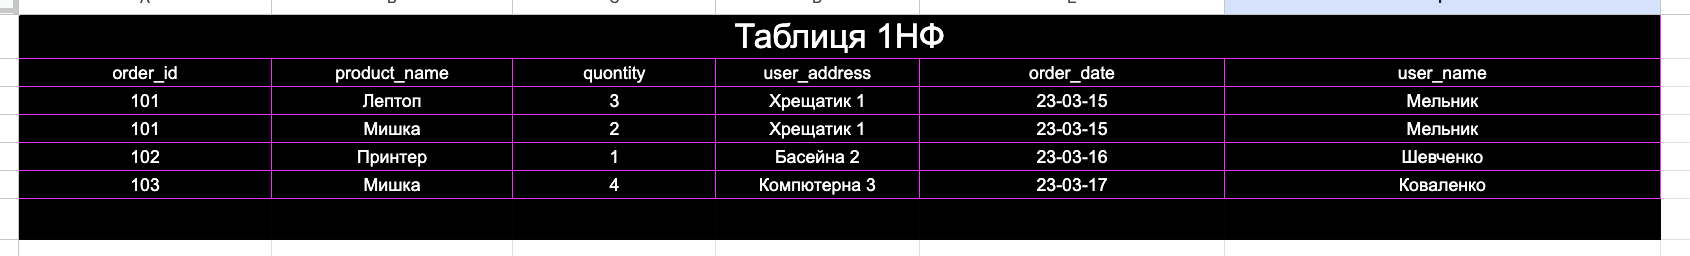 Таблиця 1НФ
order_id product_name quontity user_address order_date user_name
101 Лептоп 3 Хрещатик 1 23-03-15 Мельник
101 Мишка 2 Хрещатик 1 23-03-15 Мельник
102 Принтер 1 Басейна 2 23-03-16 Шевченко
103 Мишка 4 Компютерна 3 23-03-17 Коваленко